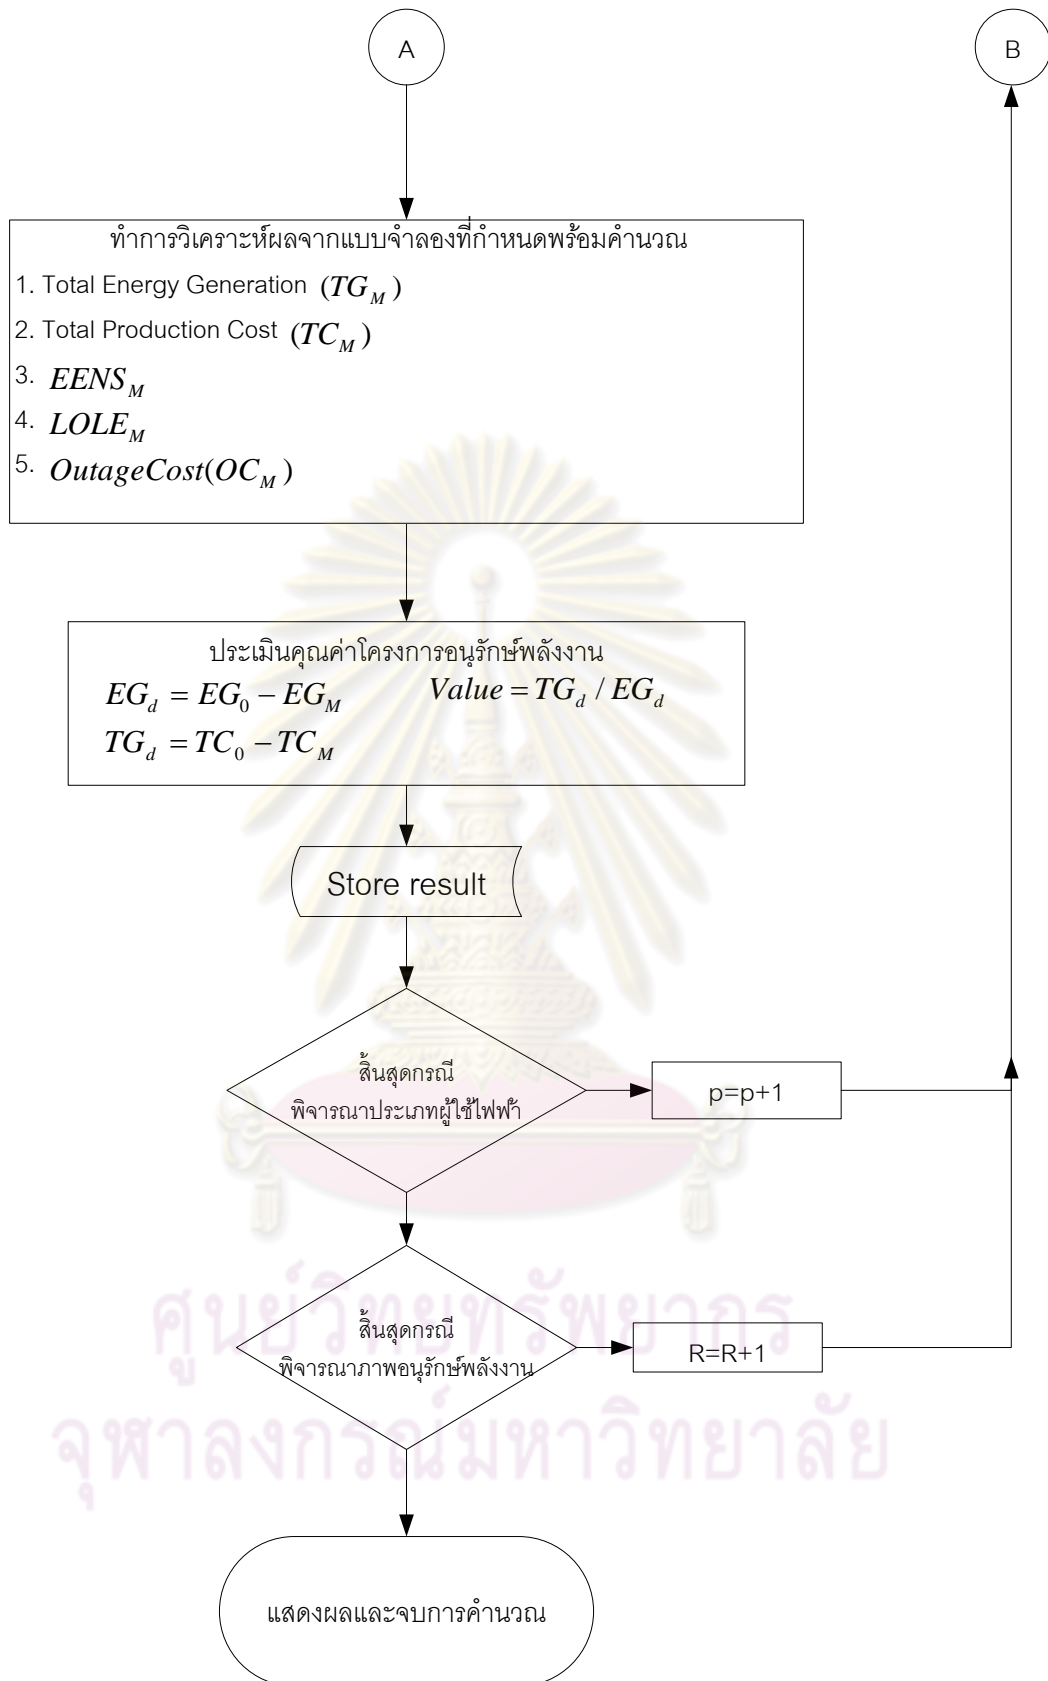 A
B
ทำการวิเคราะห์ผลจากแบบจำลองที่กำหนดพร้อมคำนวณ
1. Total Energy Generation (TG_M)
2. Total Production Cost (TC_M)
3. EENS_M
4. LOLE_M
5. OutageCost(OC_M)
ประเมินคุณค่าโครงการอนุรักษ์พลังงาน
EG_d = EG_0 − EG_M
Value = TG_d / EG_d
TG_d = TC_0 − TC_M
Store result
สิ้นสุดกรณี
พิจารณาประเภทผู้ใช้ไฟฟ้า
p=p+1
สิ้นสุดกรณี
พิจารณาภาพอนุรักษ์พลังงาน
R=R+1
ศูนย์วิทยทรัพยากร
จุฬาลงกรณ์มหาวิทยาลัย
แสดงผลและจบการคำนวณ